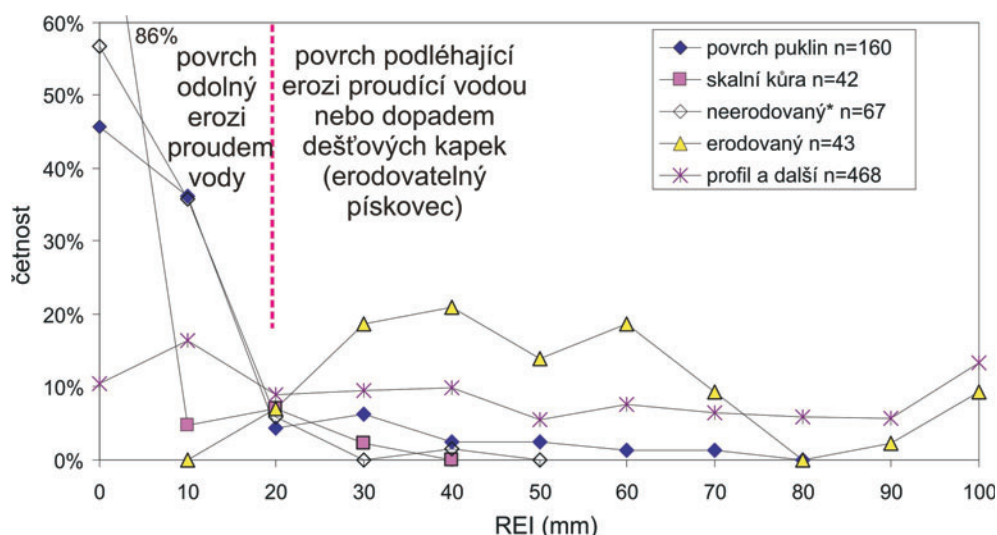 60%
50%
40%
30%
20%
10%
0%
četnost
86%
povrch
odolný
erozi
proudem
vody
povrch podléhající
erozi proudící vodou
nebo dopadem
dešťových kapek
(erodovatelný
pískovec)
povrch puklin n=160
skalní kůra n=42
neerodovaný* n=67
erodovaný n=43
profil a další n=468
0 10 20 30 40 50 60 70 80 90 100
REI (mm)